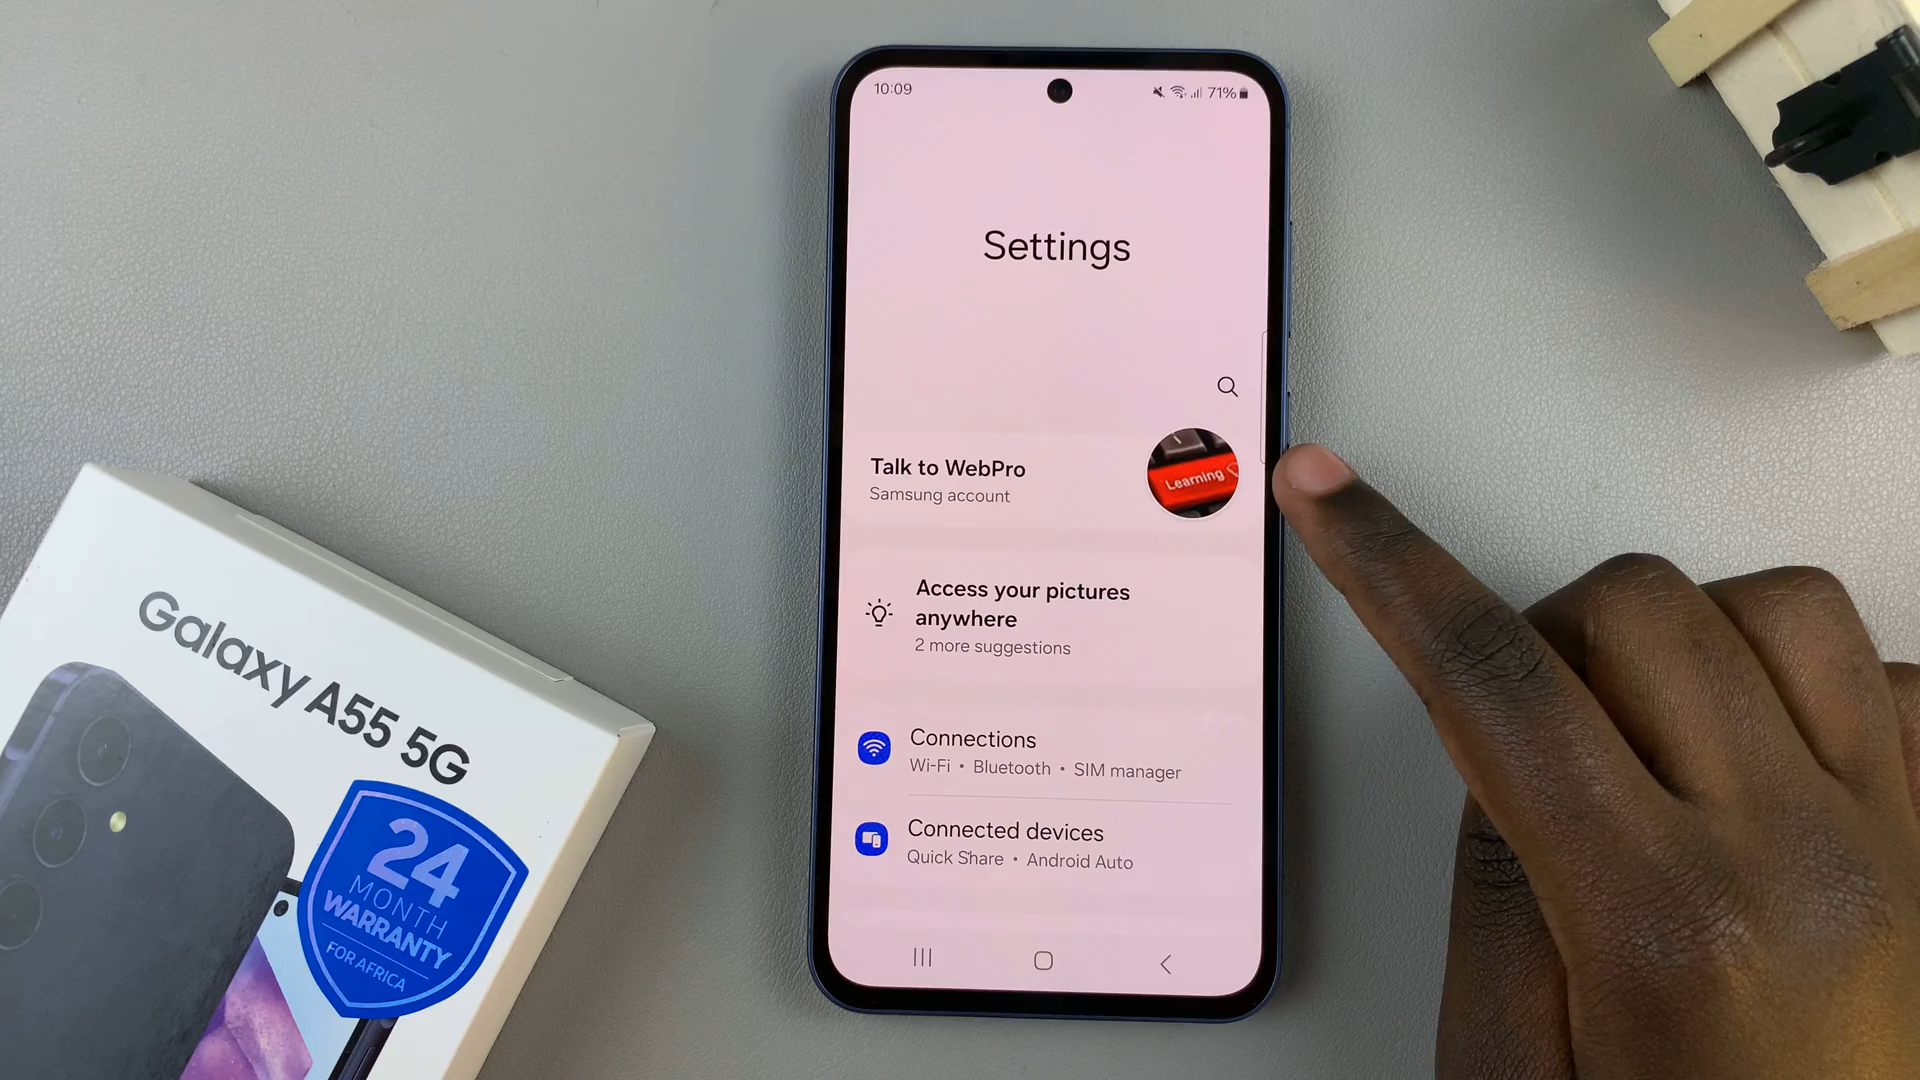 10:09
71%
Settings
Talk to WebPro
Samsung account
Learning
Access your pictures
anywhere
2 more suggestions
Connections
Wi-Fi • Bluetooth • SIM manager
Connected devices
Quick Share • Android Auto
Galaxy A55 5G
24
MONTH
WARRANTY
FOR AFRICA